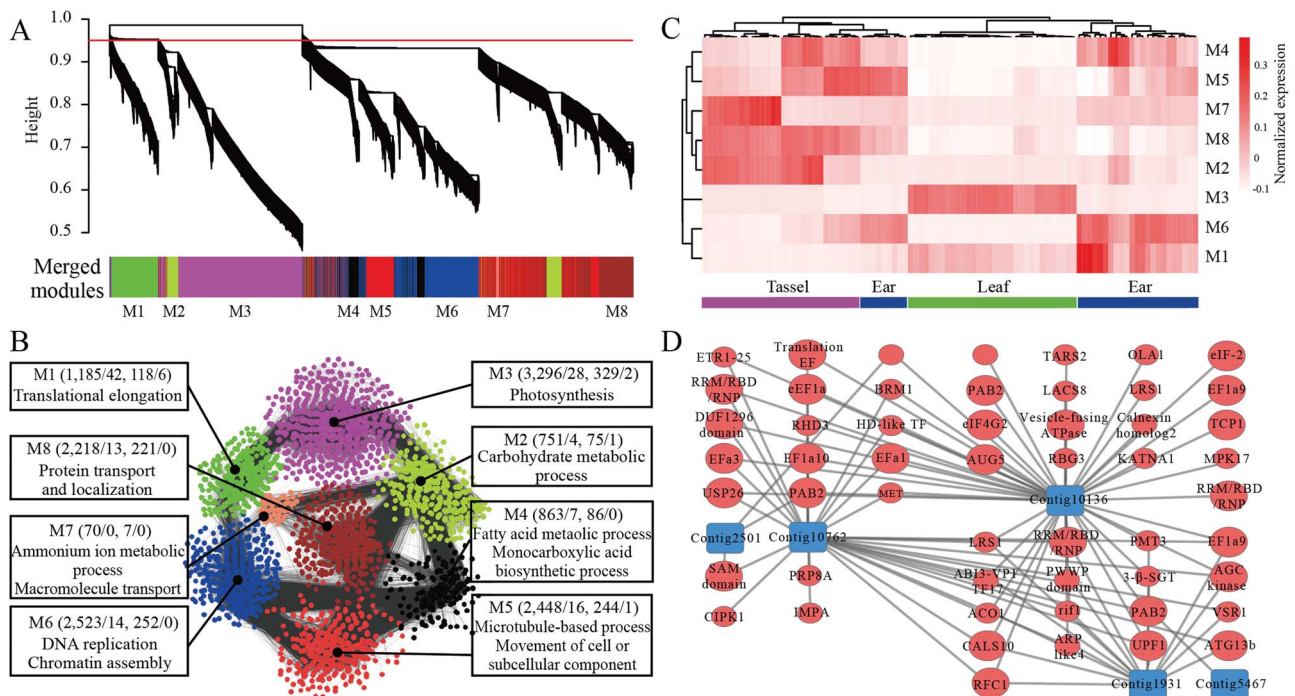 A
1.0
0.9
0.8
0.7
0.6
0.5
Height
Merged
modules
M1
M2
M3
M4
M5
M6
M7
M8
C
M4
M5
M7
M8
M2
M3
M6
M1
0.3
0.2
0.1
0
-0.1
Normalized expression
Tassel
Ear
Leaf
Ear
B
M1 (1,185/42, 118/6)
Translational elongation
M8 (2,218/13, 221/0)
Protein transport
and localization
M7 (70/0, 7/0)
Ammonium ion metabolic
process
Macromolecule transport
M6 (2,523/14, 252/0)
DNA replication
Chromatin assembly
M3 (3,296/28, 329/2)
Photosynthesis
M2 (751/4, 75/1)
Carbohydrate metabolic
process
M4 (863/7, 86/0)
Fatty acid metaolic process
Monocarboxylic acid
biosynthetic process
M5 (2,448/16, 244/1)
Microtubule-based process
Movement of cell or
subcellular component
D
ETR1-25
Translation
EF
TARS2
OLA1
eIF-2
RRM/RBD
/RNP
eEF1a
BRM1
PAB2
LACS8
LRS1
EF1a9
DUF1296
domain
RHD3
HD-like TF
eIF4G2
Vesicle-fusing
ATPase
Calnexin
homolog2
TCP1
EFa3
EF1a10
EFa1
AUG5
RBG3
KATNA1
MPK17
USP26
PAB2
MET
Contig10136
RRM/RBD
/RNP
Contig2501
Contig10762
LRS1
RRM/RBD
/RNP
PMT3
EF1a9
SAM
domain
PRP8A
ABI3-VP1
TF17
PWWP
domain
3-β-SGT
AGC
kinase
CIPK1
IMPA
ACO1
rif1
PAB2
VSR1
CALS10
ARP
like4
UPF1
ATG13b
RFC1
Contig1931
Contig5467